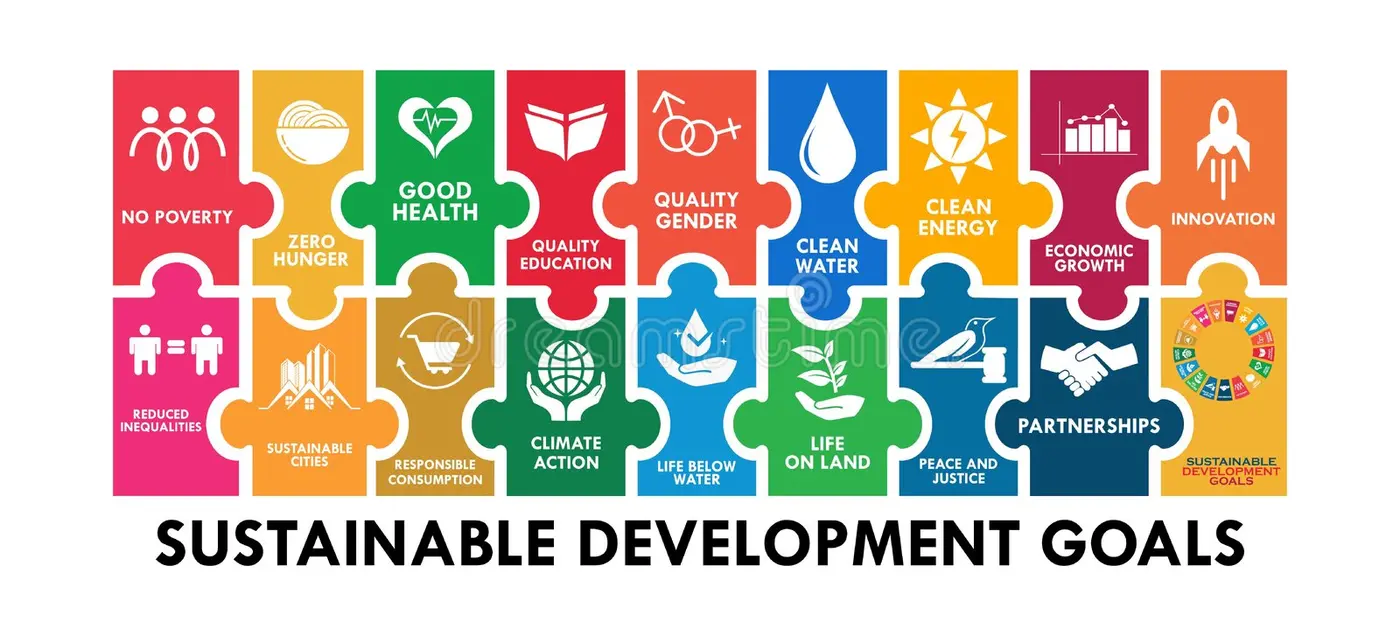 NO POVERTY
ZERO
HUNGER
GOOD
HEALTH
QUALITY
EDUCATION
QUALITY
GENDER
CLEAN
WATER
CLEAN
ENERGY
ECONOMIC
GROWTH
INNOVATION
REDUCED
INEQUALITIES
SUSTAINABLE
CITIES
RESPONSIBLE
CONSUMPTION
CLIMATE
ACTION
LIFE BELOW
WATER
LIFE
ON LAND
PEACE AND
JUSTICE
PARTNERSHIPS
SUSTAINABLE
DEVELOPMENT
GOALS
dreamstime
SUSTAINABLE DEVELOPMENT GOALS